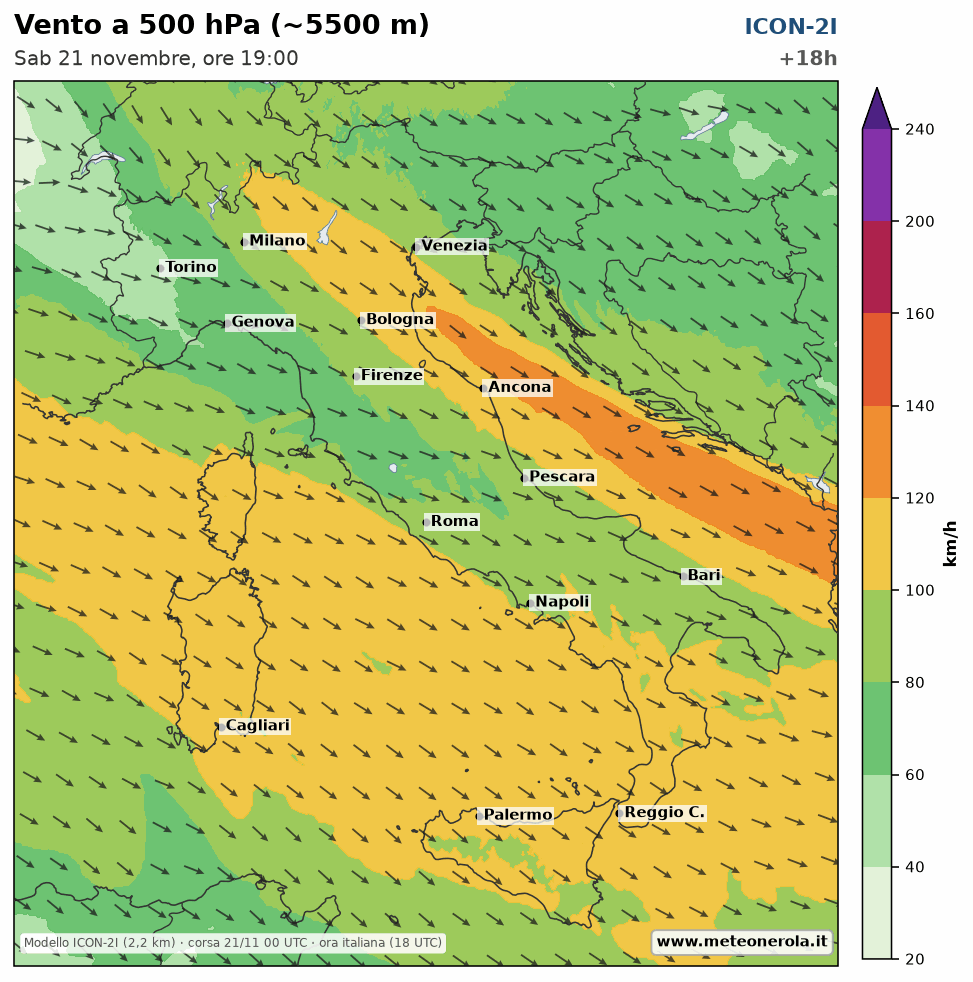 Vento a 500 hPa (~5500 m)
ICON-2I
Sab 21 novembre, ore 19:00
+18h
Milano
Venezia
Torino
Genova
Bologna
Firenze
Ancona
Pescara
Roma
Bari
Napoli
Cagliari
Palermo
Reggio C.
240
200
160
140
120
100
80
60
40
20
km/h
Modello ICON-2I (2,2 km) · corsa 21/11 00 UTC · ora italiana (18 UTC)
www.meteonerola.it